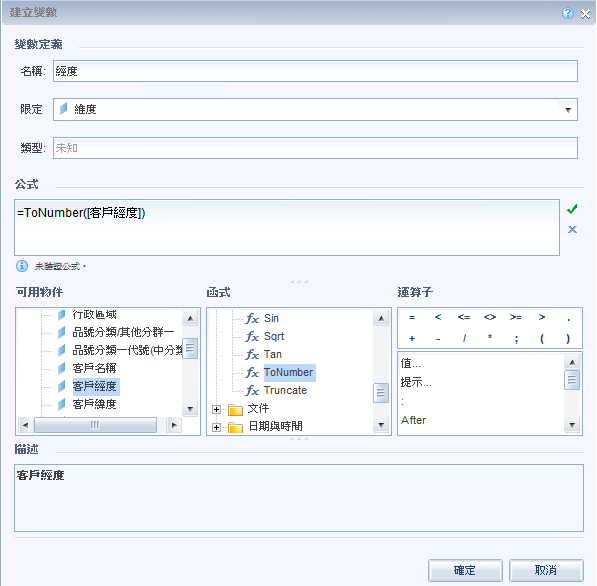 建立變數
變數定義
名稱: 經度
限定 維度
類型: 未知
公式
=ToNumber([客戶經度])
未驗證公式。
可用物件
行政區域
品號分類/其他分群一
品號分類一代號(中分類
客戶名稱
客戶經度
客戶緯度
函式
Sin
Sqrt
Tan
ToNumber
Truncate
文件
日期與時間
運算子
= < <= <> >= > .
+ - / * ; ( )
值...
提示...
:
After
描述
客戶經度
確定 取消